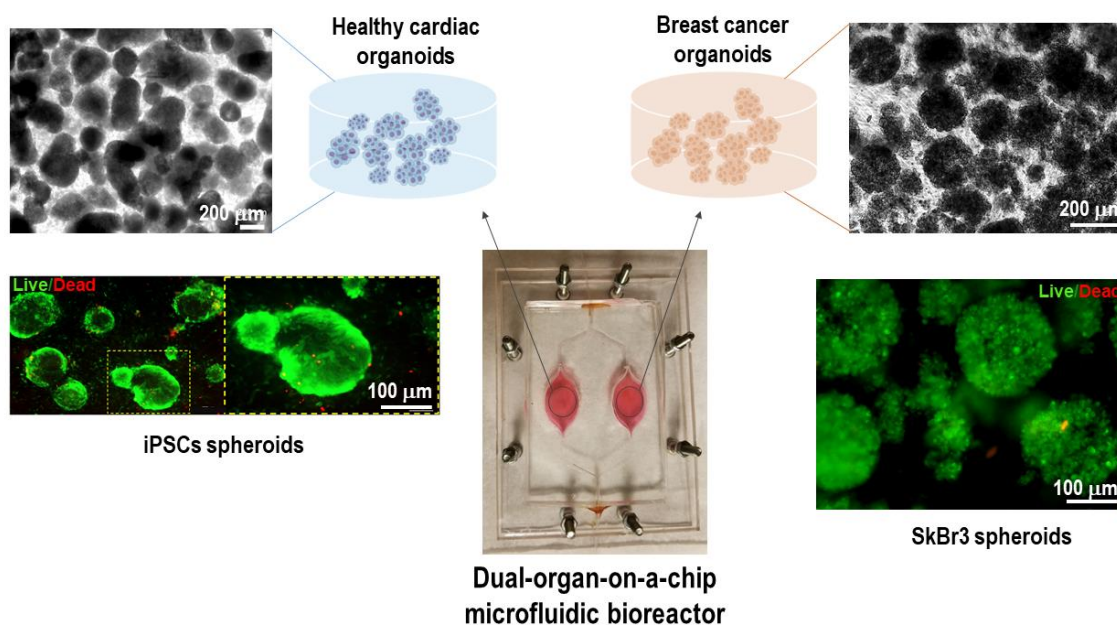 Healthy cardiac
organoids
Breast cancer
organoids
200 μm
200 μm
Live/Dead
100 μm
iPSCs spheroids
Live/Dead
100 μm
SkBr3 spheroids
Dual-organ-on-a-chip
microfluidic bioreactor